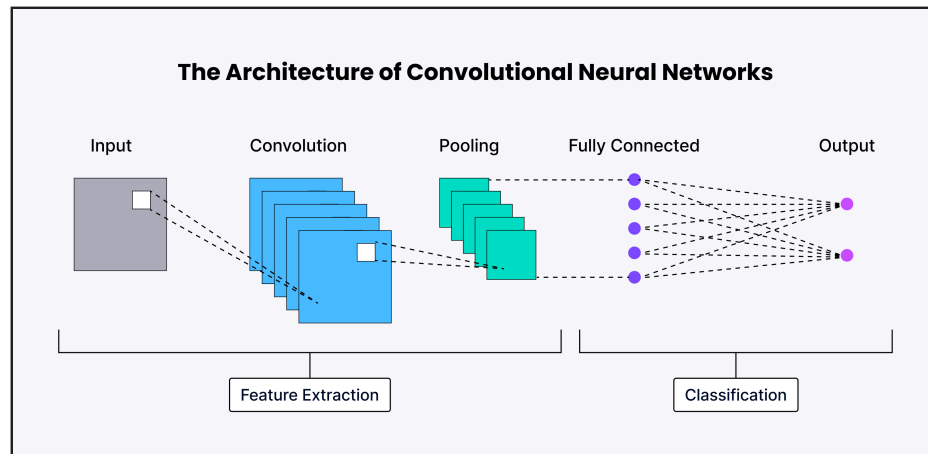 The Architecture of Convolutional Neural Networks
Input
Convolution
Pooling
Fully Connected
Output
Feature Extraction
Classification